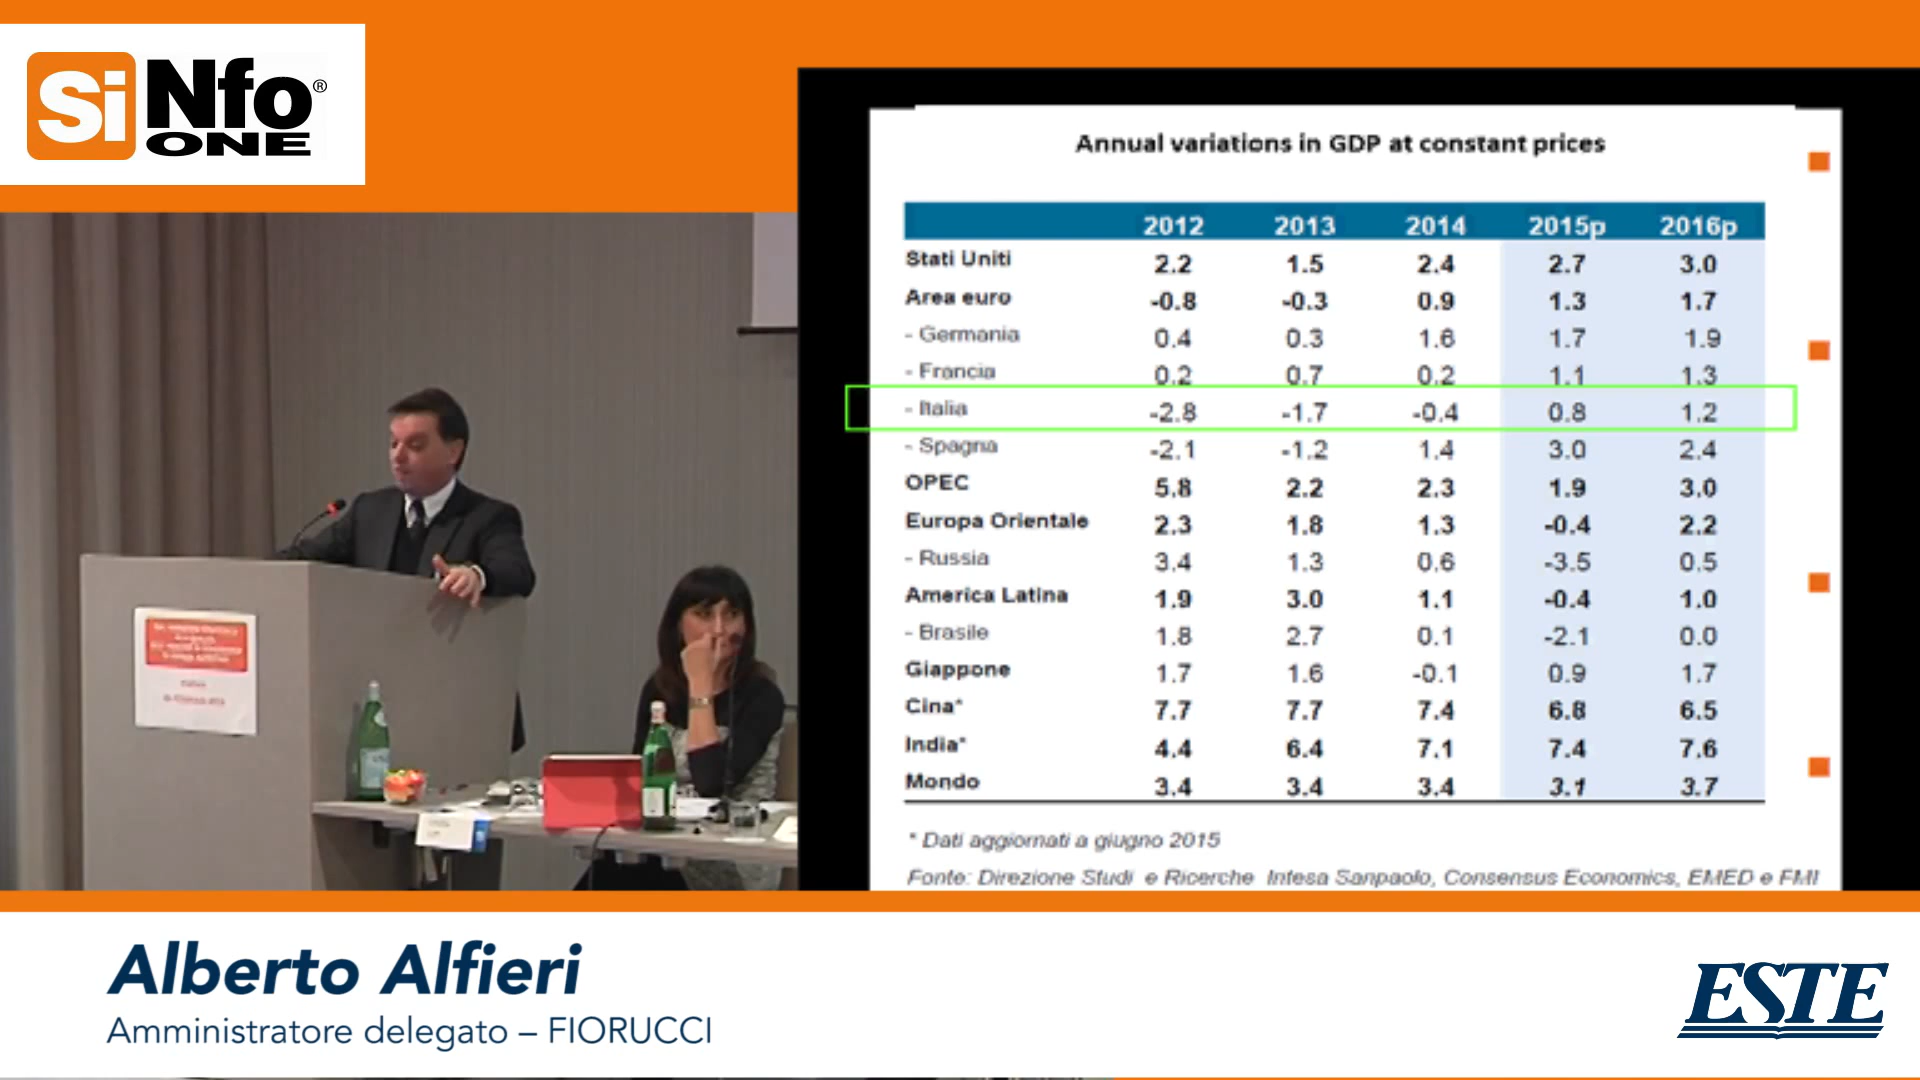 Si Nfo®
ONE
Annual variations in GDP at constant prices
2012 2013 2014 2015p 2016p
Stati Uniti 2.2 1.5 2.4 2.7 3.0
Area euro -0.8 -0.3 0.9 1.3 1.7
- Germania 0.4 0.3 1.6 1.7 1.9
- Francia 0.2 0.7 0.2 1.1 1.3
- Italia -2.8 -1.7 -0.4 0.8 1.2
- Spagna -2.1 -1.2 1.4 3.0 2.4
OPEC 5.8 2.2 2.3 1.9 3.0
Europa Orientale 2.3 1.8 1.3 -0.4 2.2
- Russia 3.4 1.3 0.6 -3.5 0.5
America Latina 1.9 3.0 1.1 -0.4 1.0
- Brasile 1.8 2.7 0.1 -2.1 0.0
Giappone 1.7 1.6 -0.1 0.9 1.7
Cina* 7.7 7.7 7.4 6.8 6.5
India* 4.4 6.4 7.1 7.4 7.6
Mondo 3.4 3.4 3.4 3.1 3.7
* Dati aggiornati a giugno 2015
Fonte: Direzione Studi e Ricerche Intesa Sanpaolo, Consensus Economics, EMED e FMI
Alberto Alfieri
Amministratore delegato – FIORUCCI
ESTE